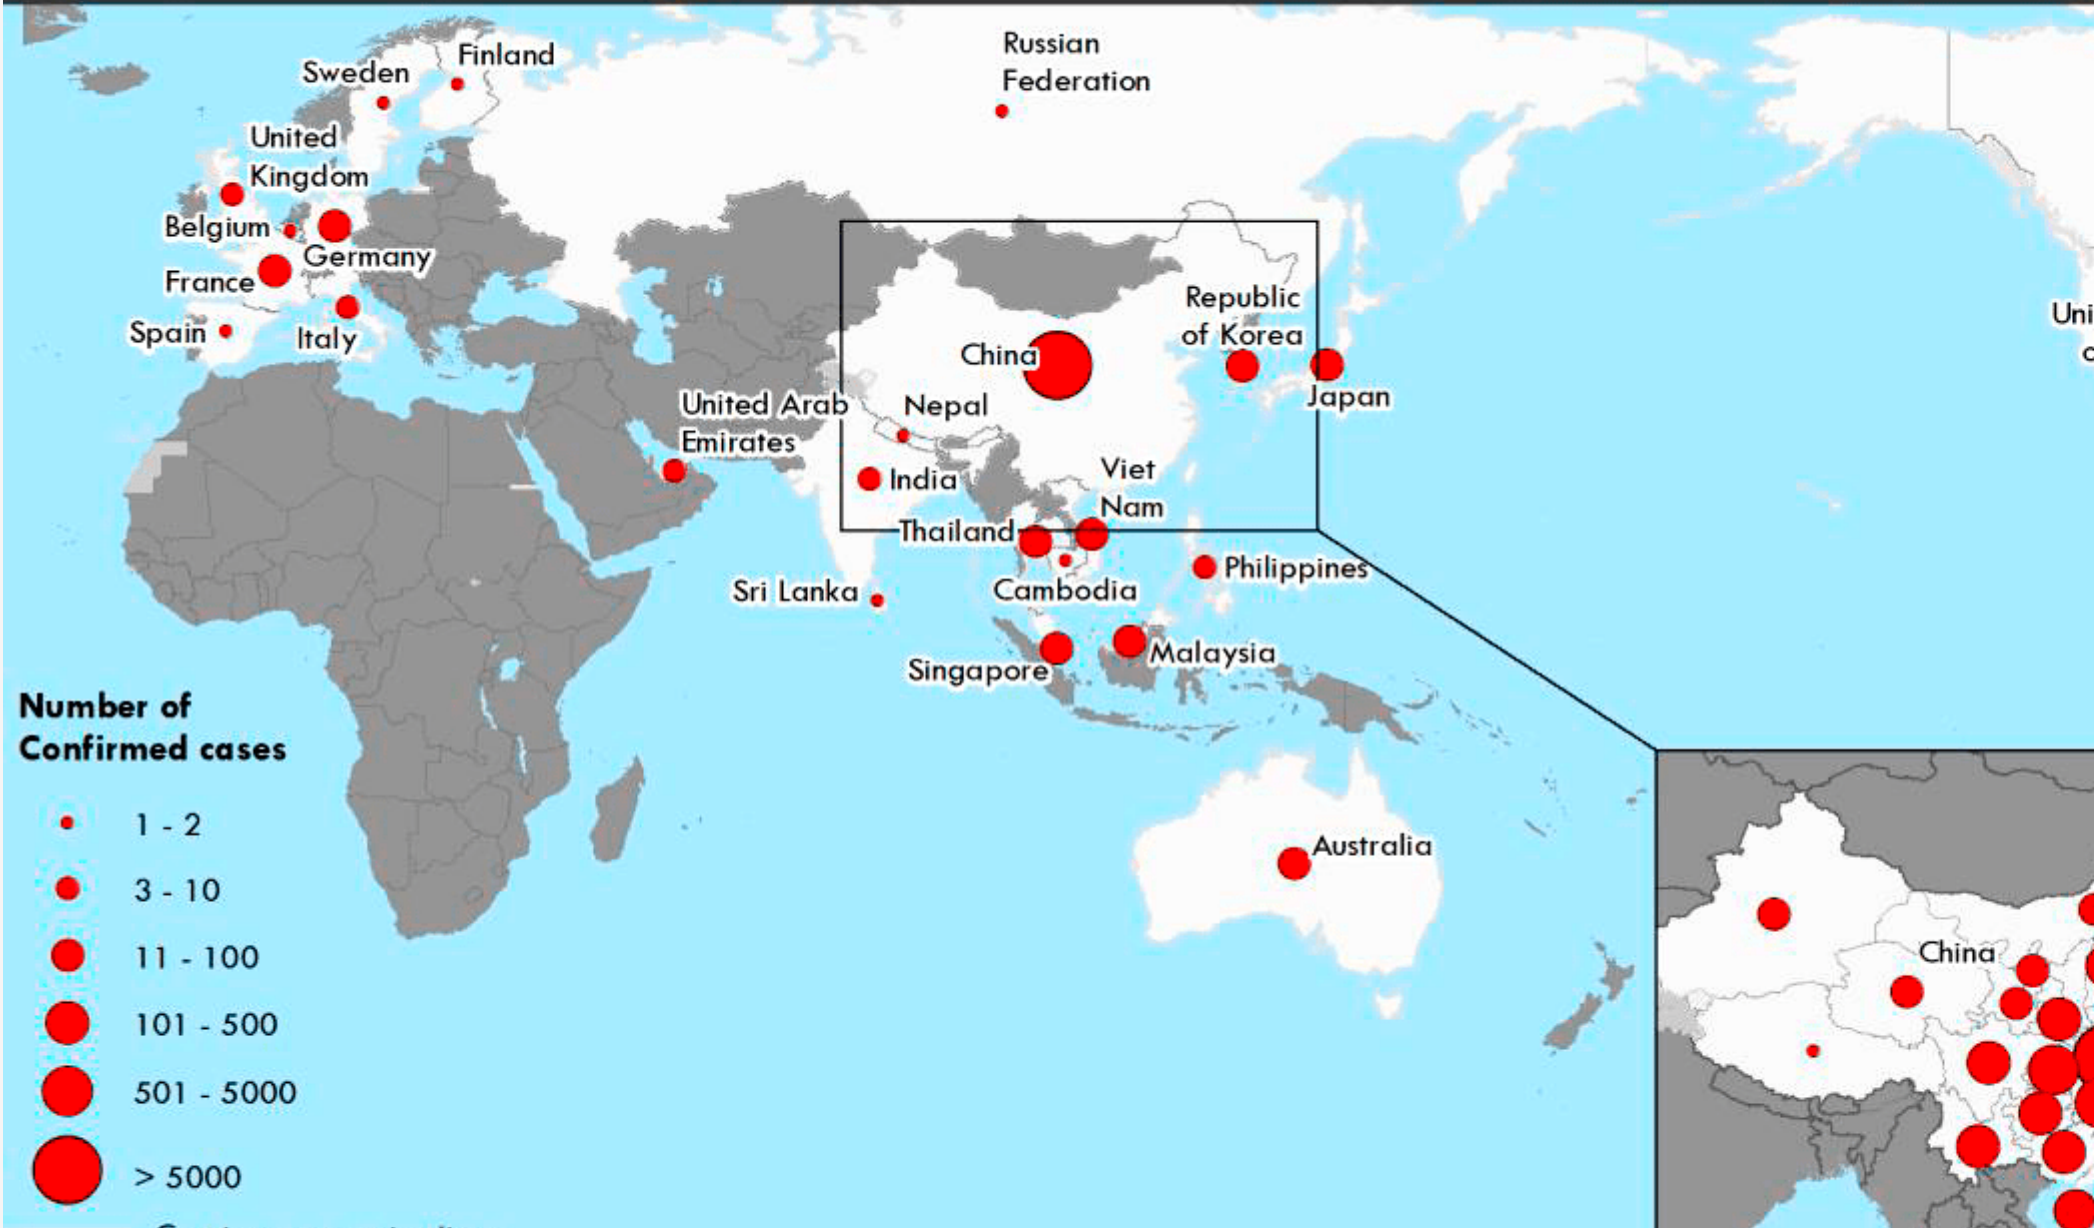 Finland
Sweden
Russian
Federation
United
Kingdom
Belgium
Germany
France
Spain
Italy
Republic
of Korea
China
Japan
United Arab
Emirates
Nepal
India
Viet
Nam
Thailand
Philippines
Cambodia
Sri Lanka
Singapore
Malaysia
Uni
Australia
China
Number of
Confirmed cases
1 - 2
3 - 10
11 - 100
101 - 500
501 - 5000
> 5000